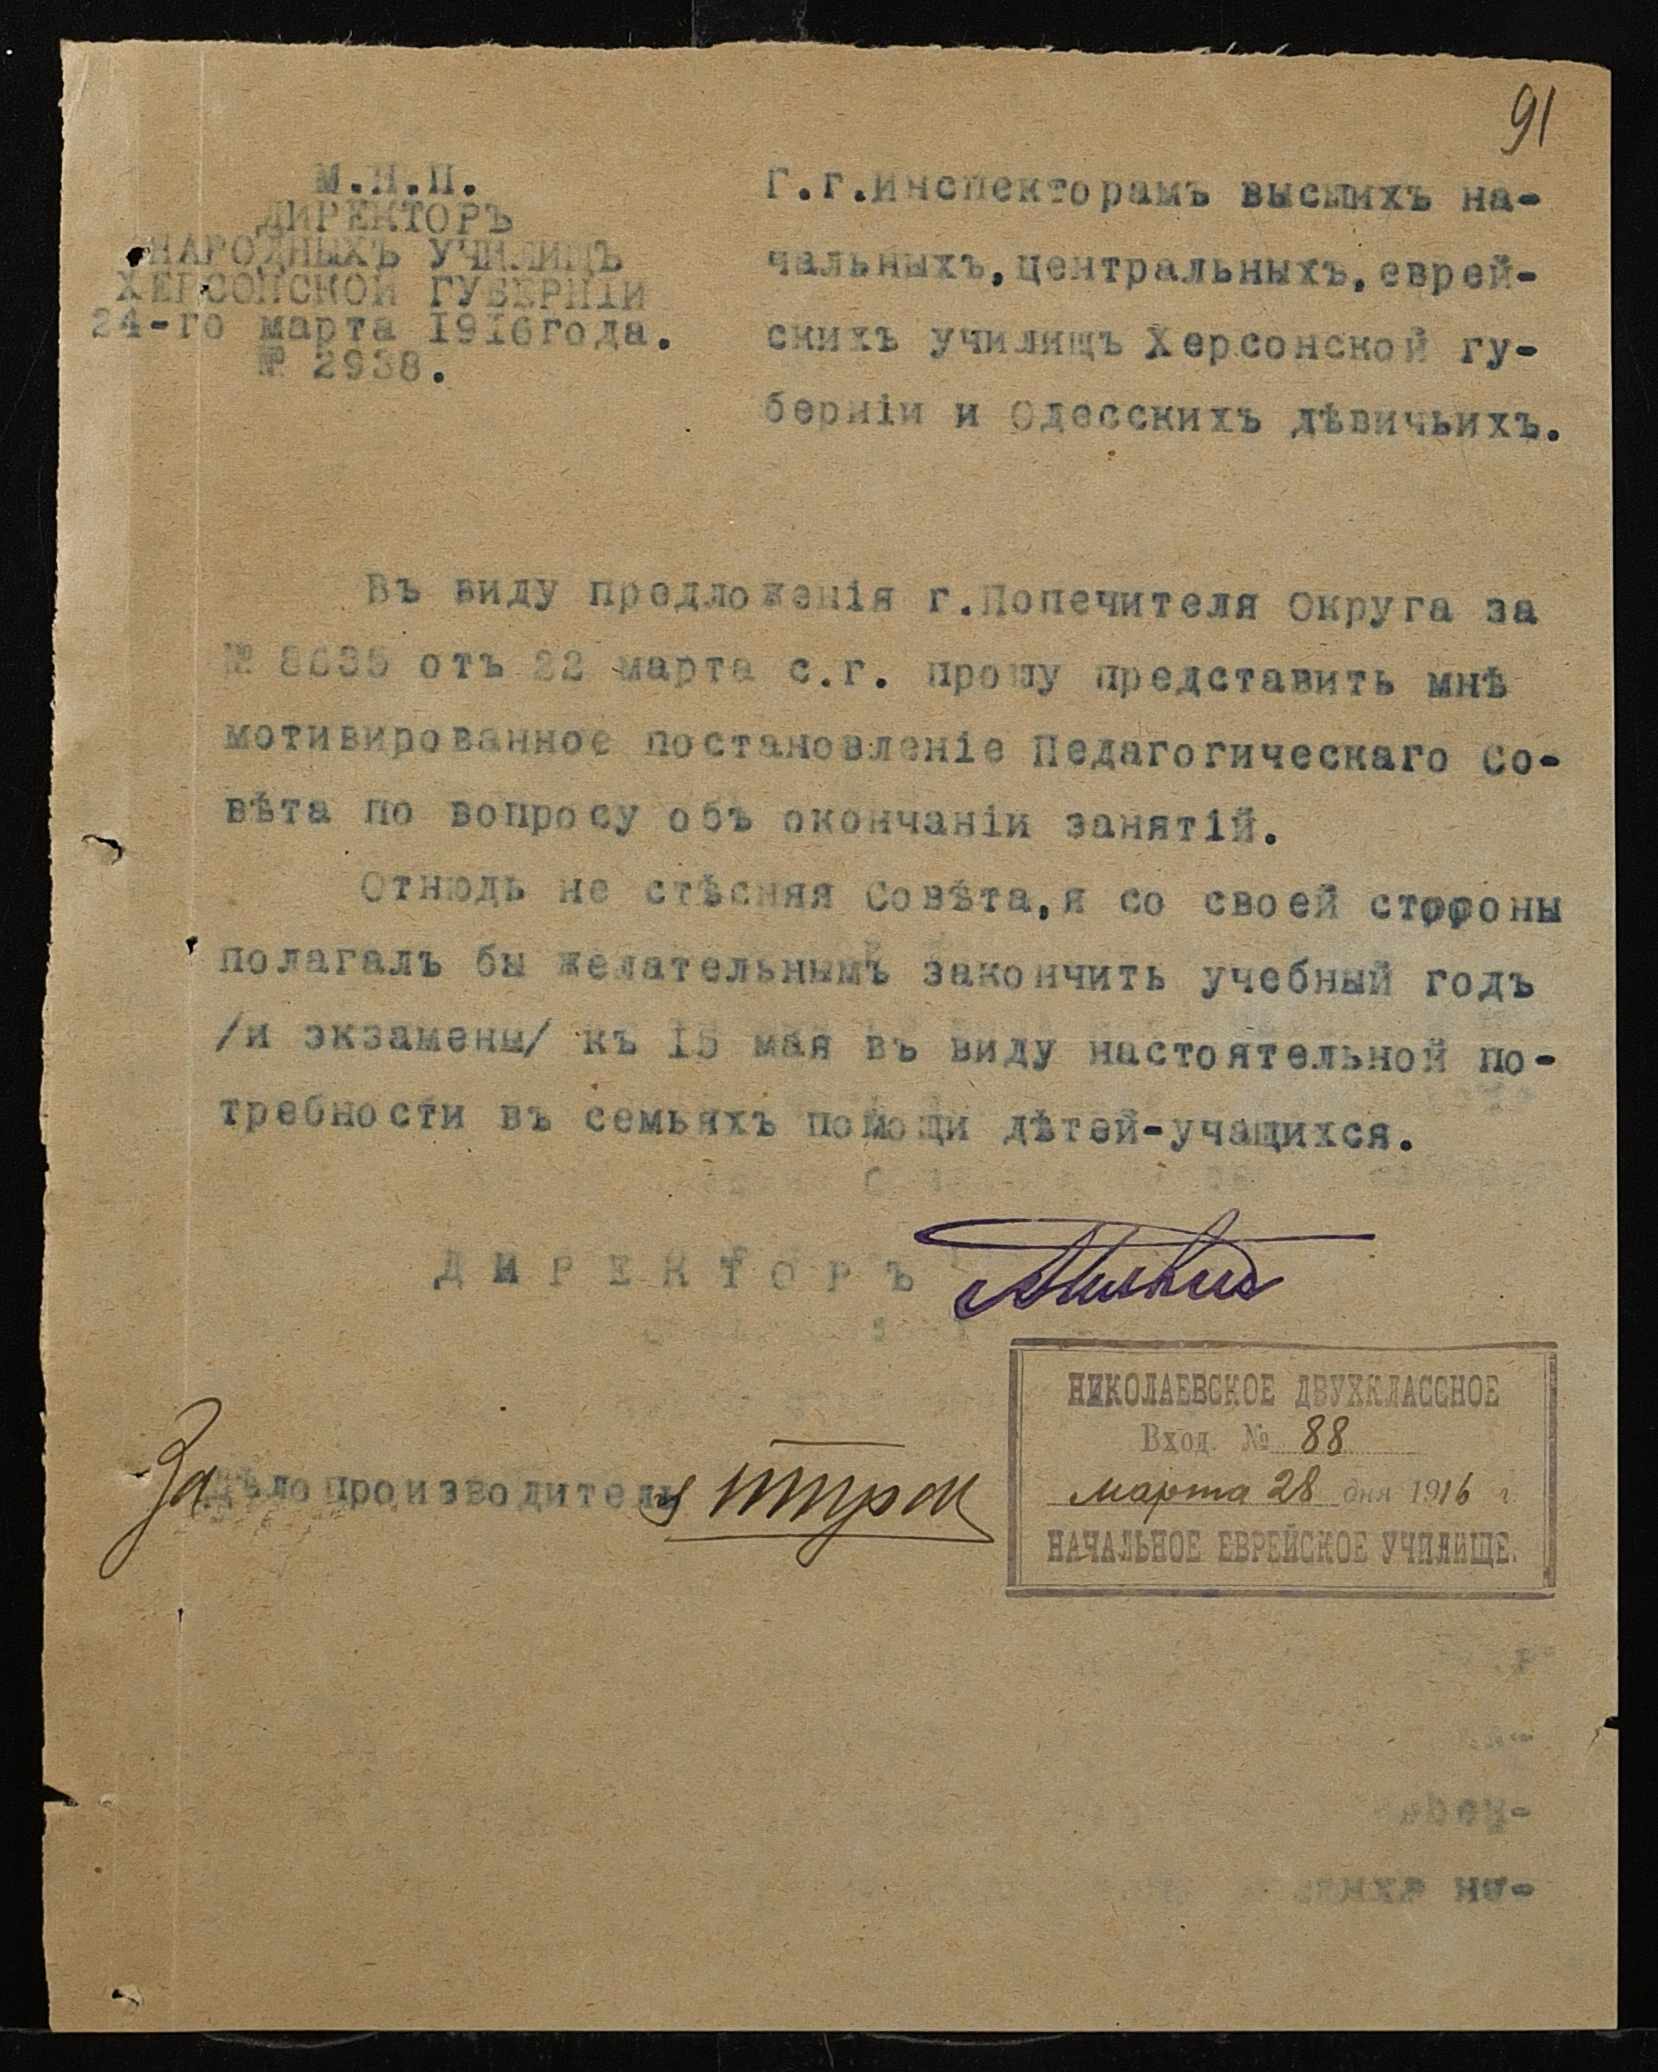 91
М.Н.П.
ДИРЕКТОРЪ
НАРОДНЫХЪ УЧИЛИЩЪ
ХЕРСОНСКОЙ ГУБЕРНІИ
24-го марта 1916года.
№ 2938.
Г.г.Инспекторамъ высшихъ на-
чальныхъ,центральныхъ,еврей-
скихъ училищъ Херсонской гу-
берніи и Одесскихъ дѣвичьихъ.
Въ виду предложенія г.Попечителя Округа за
№ 8635 отъ 22 марта с.г. прошу представить мнѣ
мотивированное постановленіе Педагогическаго Со-
вѣта по вопросу объ окончаніи занятій.
Отнюдь не стѣсняя Совѣта,я со своей стороны
полагалъ бы желательнымъ закончить учебный годъ
/и экзамены/ къ 15 мая въ виду настоятельной по-
требности въ семьяхъ помощи дѣтей-учащихся.
ДИРЕКТОРЪ
За Дѣлопроизводителя
НИКОЛАЕВСКОЕ ДВУХКЛАССНОЕ
Вход. № 88
марта 28 дня 1916 г.
НАЧАЛЬНОЕ ЕВРЕЙСКОЕ УЧИЛИЩЕ.